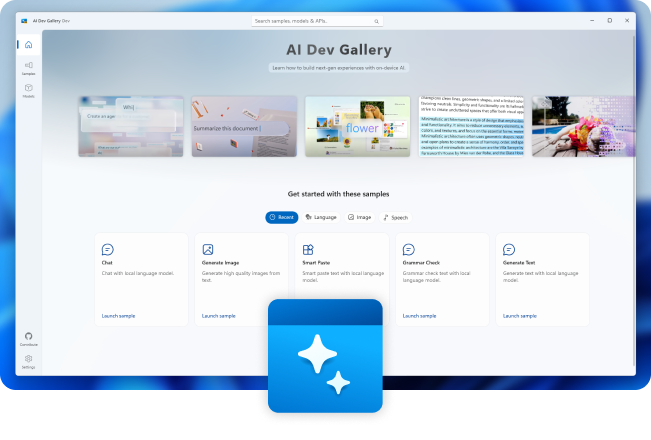 AI Dev Gallery Dev
Search samples, models & APIs..
Samples
Models
AI Dev Gallery
Learn how to build next-gen experiences with on-device AI.
Create an age
Summarize this document
flower
Get started with these samples
Recent
Language
Image
Speech
Chat
Chat with local language model.
Launch sample
Generate Image
Generate high quality images from
text.
Launch sample
Smart Paste
Smart paste text with local language
model.
Grammar Check
Grammar check text with local
language model.
Launch sample
Generate Text
Generate text with local language
model.
Launch sample
Contribute
Settings